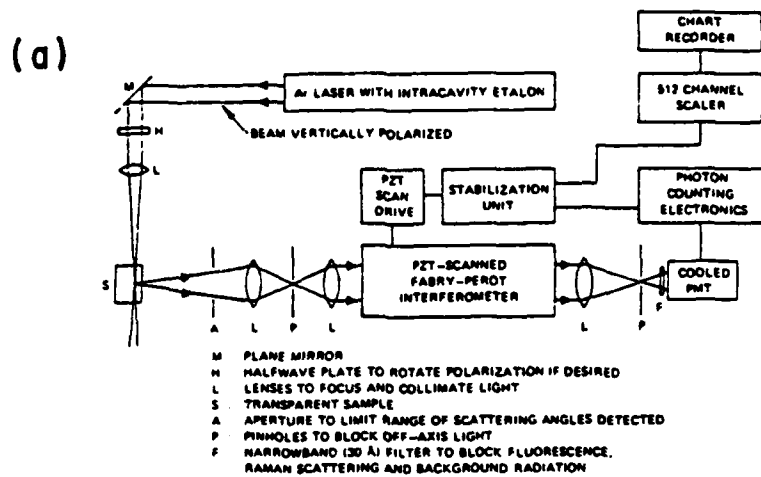 (a)
CHART
RECORDER
M
Ar LASER WITH INTRACAVITY ETALON
512 CHANNEL
SCALER
H
BEAM VERTICALLY POLARIZED
L
PZT
SCAN
DRIVE
STABILIZATION
UNIT
PHOTON
COUNTING
ELECTRONICS
S
PZT-SCANNED
FABRY-PEROT
INTERFEROMETER
COOLED
PMT
F
A L P L L P
M PLANE MIRROR
H HALFWAVE PLATE TO ROTATE POLARIZATION IF DESIRED
L LENSES TO FOCUS AND COLLIMATE LIGHT
S TRANSPARENT SAMPLE
A APERTURE TO LIMIT RANGE OF SCATTERING ANGLES DETECTED
P PINHOLES TO BLOCK OFF-AXIS LIGHT
F NARROWBAND (30 Å) FILTER TO BLOCK FLUORESCENCE,
RAMAN SCATTERING AND BACKGROUND RADIATION